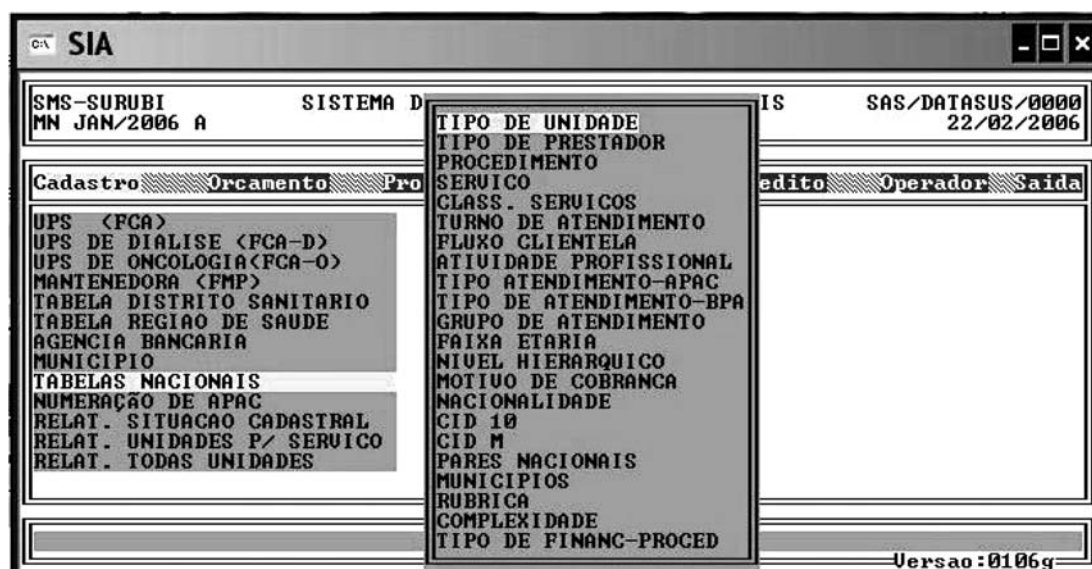 SIA
SMS-SURUBI SISTEMA D IS SAS/DATASUS/0000
MN JAN/2006 A 22/02/2006
Cadastro Orcamento Pro edito Operador Saida
UPS (FCA)
UPS DE DIALISE (FCA-D)
UPS DE ONCOLOGIA(FCA-O)
MANTENEDORA (FMP)
TABELA DISTRITO SANITARIO
TABELA REGIAO DE SAUDE
AGENCIA BANCARIA
MUNICIPIO
TABELAS NACIONAIS
NUMERAÇÃO DE APAC
RELAT. SITUACAO CADASTRAL
RELAT. UNIDADES P/ SERVICO
RELAT. TODAS UNIDADES
TIPO DE UNIDADE
TIPO DE PRESTADOR
PROCEDIMENTO
SERVICO
CLASS. SERVICOS
TURNO DE ATENDIMENTO
FLUXO CLIENTELA
ATIVIDADE PROFISSIONAL
TIPO ATENDIMENTO-APAC
TIPO DE ATENDIMENTO-BPA
GRUPO DE ATENDIMENTO
FAIXA ETARIA
NIVEL HIERARQUICO
MOTIVO DE COBRANCA
NACIONALIDADE
CID 10
CID M
PARES NACIONAIS
MUNICIPIOS
RUBRICA
COMPLEXIDADE
TIPO DE FINANC-PROCED
Versao:0106g